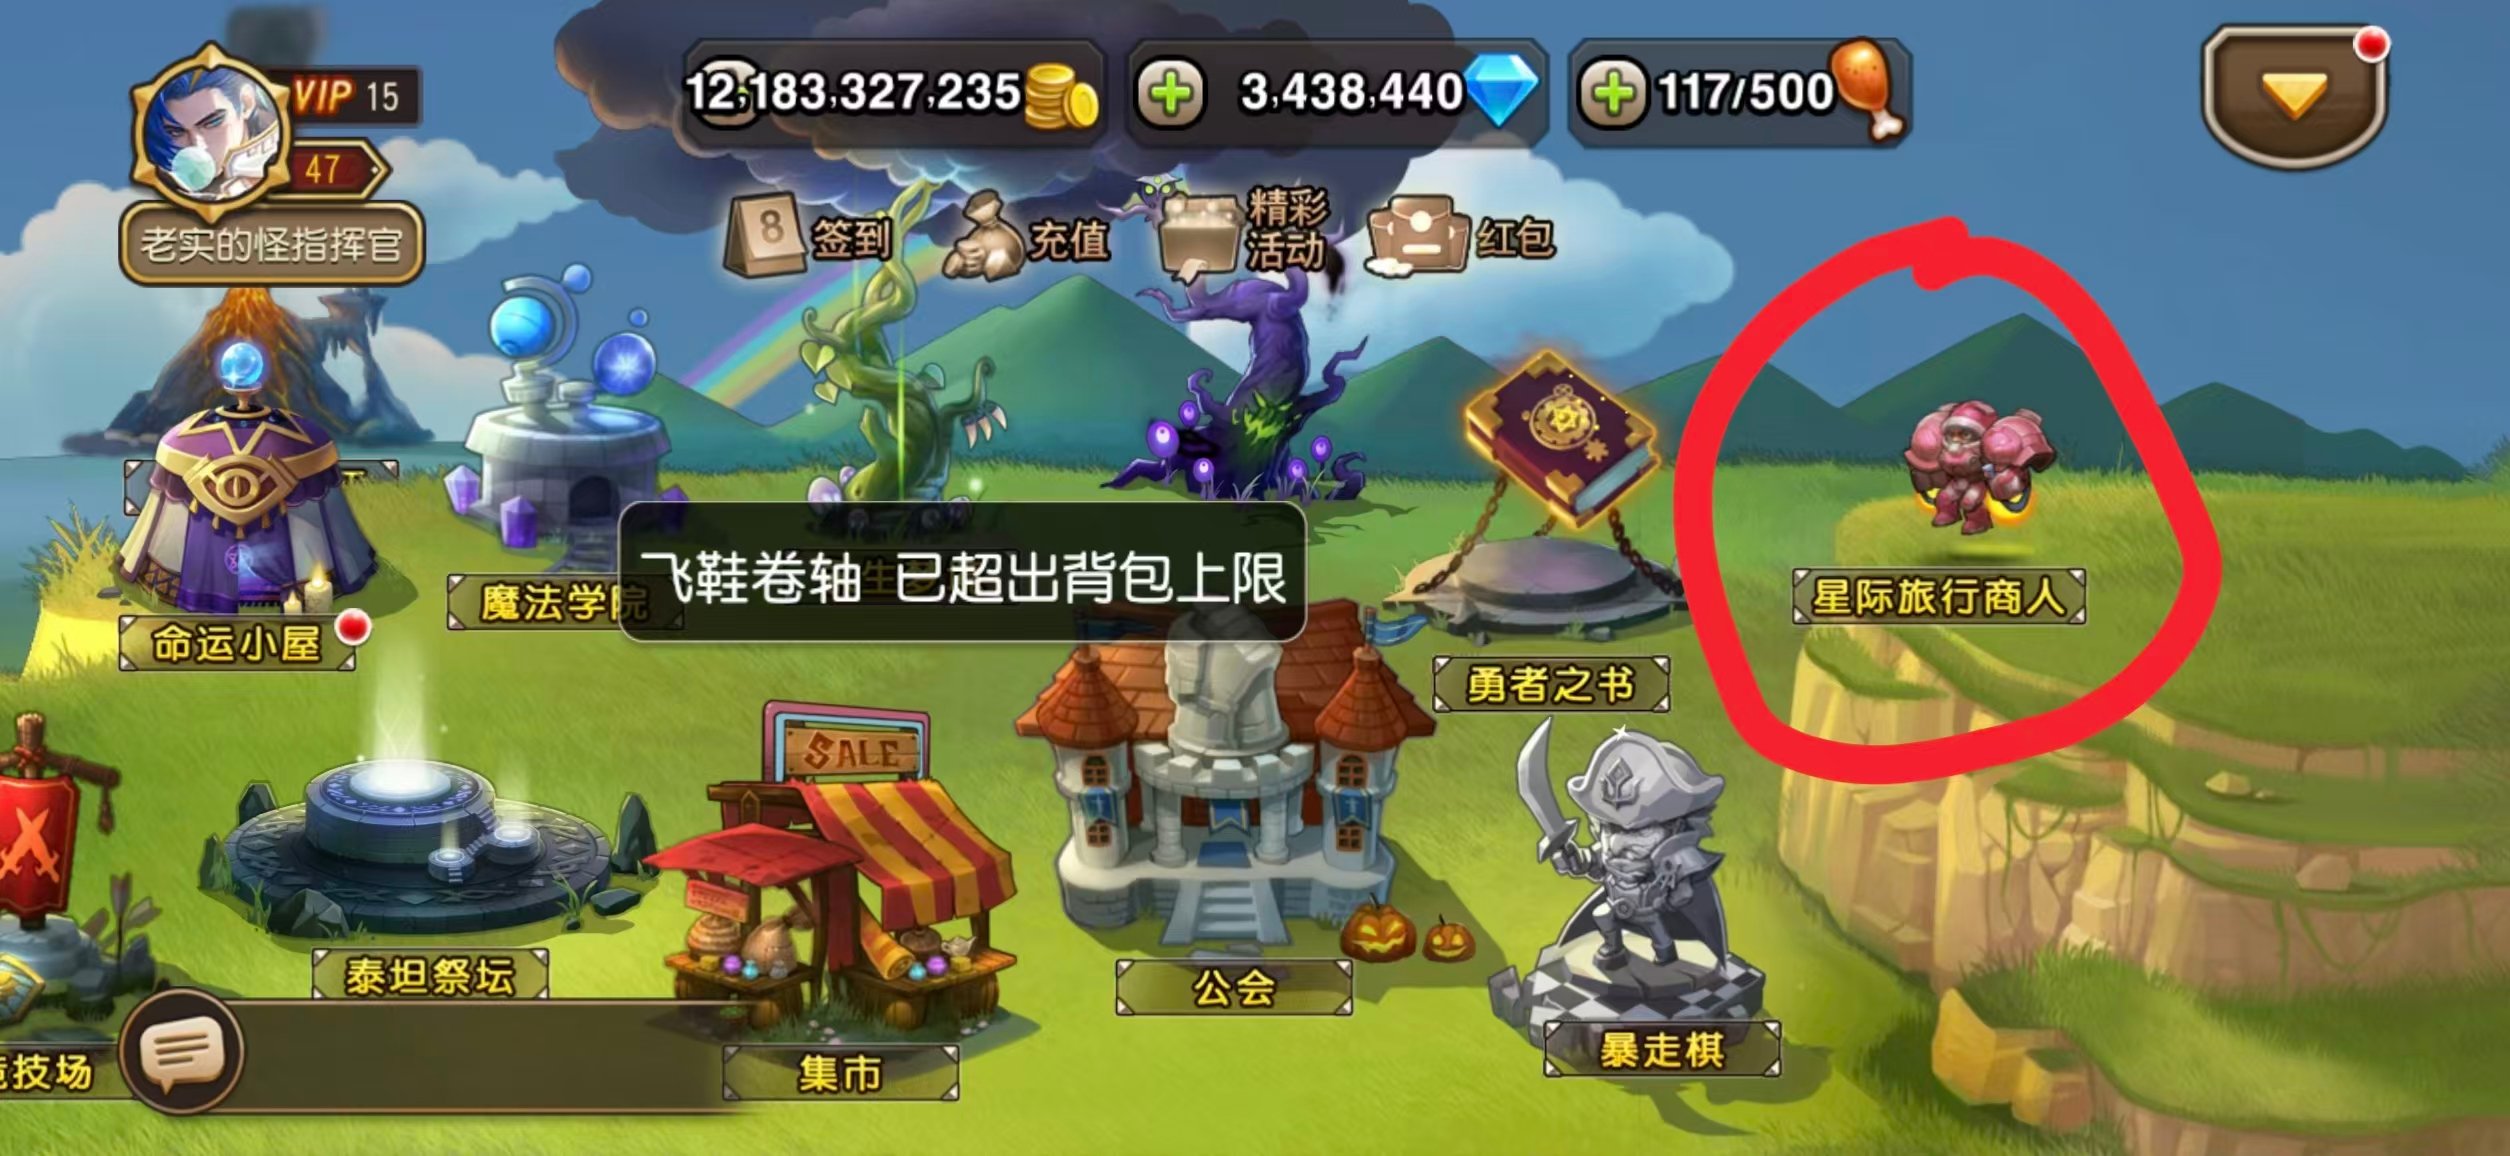 VIP 15
12,183,327,235
3,438,440
117/500
47
老实的怪指挥官
8
签到
充值
精彩
活动
红包
飞鞋卷轴 已超出背包上限
魔法学院
星际旅行商人
命运小屋
勇者之书
SALE
泰坦祭坛
公会
暴走棋
技场
集市